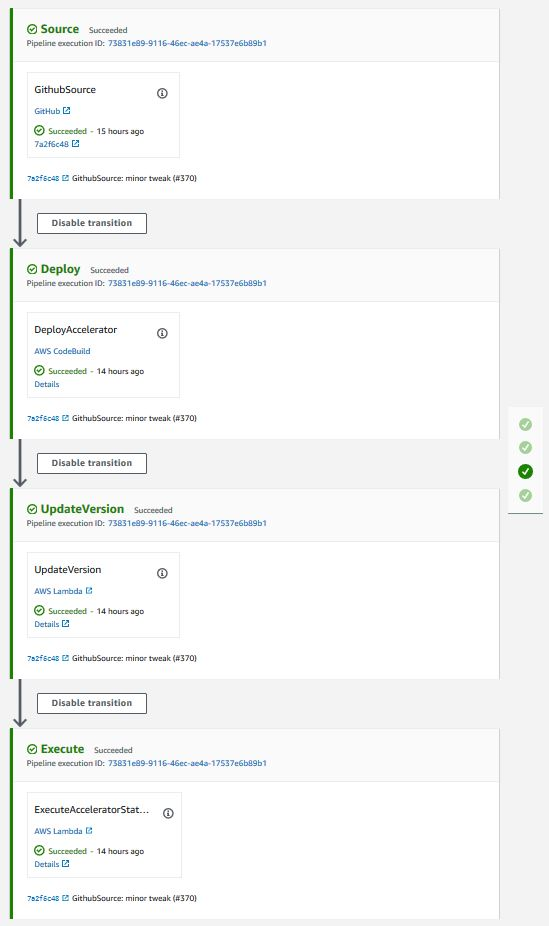 Source Succeeded
Pipeline execution ID: 73831e89-9116-46ec-ae4a-17537e6b89b1
GithubSource
GitHub
Succeeded - 15 hours ago
7a2f6c48
7a2f6c48 GithubSource: minor tweak (#370)
Disable transition
Deploy Succeeded
Pipeline execution ID: 73831e89-9116-46ec-ae4a-17537e6b89b1
DeployAccelerator
AWS CodeBuild
Succeeded - 14 hours ago
Details
7a2f6c48 GithubSource: minor tweak (#370)
Disable transition
UpdateVersion Succeeded
Pipeline execution ID: 73831e89-9116-46ec-ae4a-17537e6b89b1
UpdateVersion
AWS Lambda
Succeeded - 14 hours ago
Details
7a2f6c48 GithubSource: minor tweak (#370)
Disable transition
Execute Succeeded
Pipeline execution ID: 73831e89-9116-46ec-ae4a-17537e6b89b1
ExecuteAcceleratorStat...
AWS Lambda
Succeeded - 14 hours ago
Details
7a2f6c48 GithubSource: minor tweak (#370)